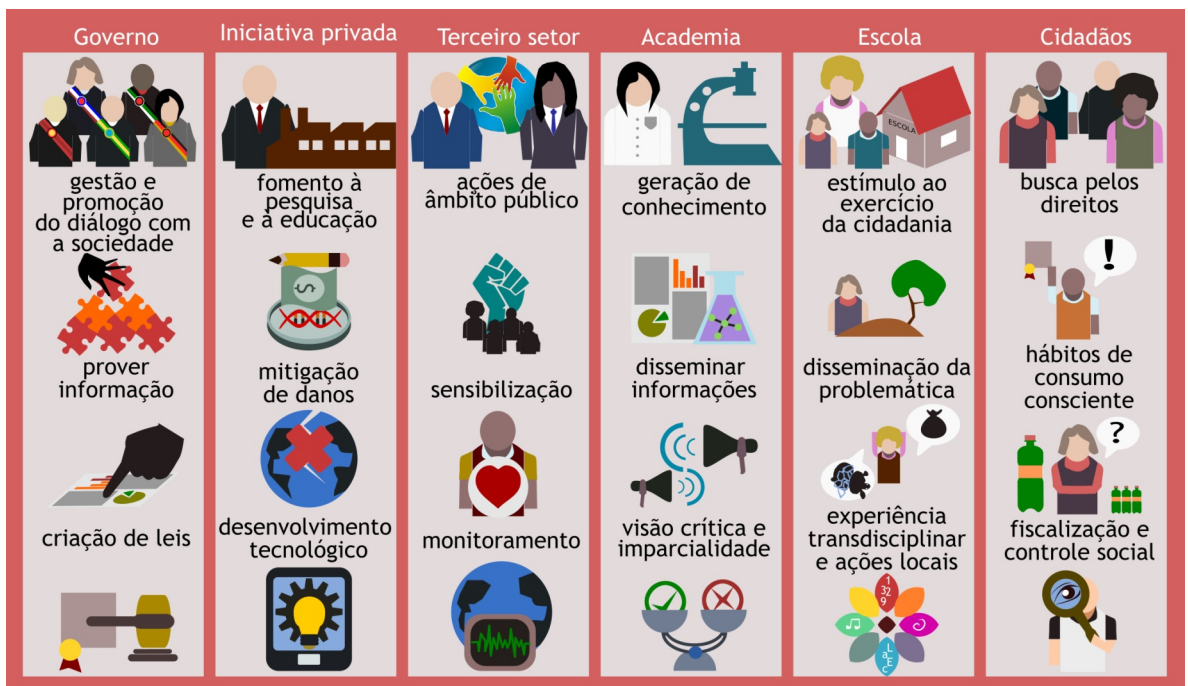 Governo
gestão e
promoção
do diálogo com
a sociedade
prover
informação
criação de leis
Iniciativa privada
fomento à
pesquisa
e à educação
mitigação
de danos
desenvolvimento
tecnológico
Terceiro setor
ações de
âmbito público
sensibilização
monitoramento
Academia
geração de
conhecimento
disseminar
informações
visão crítica e
imparcialidade
Escola
ESCOLA
estímulo ao
exercício
da cidadania
disseminação da
problemática
experiência
transdisciplinar
e ações locais
1
32
9
Cidadãos
busca pelos
direitos
!
hábitos de
consumo
consciente
?
fiscalização e
controle social